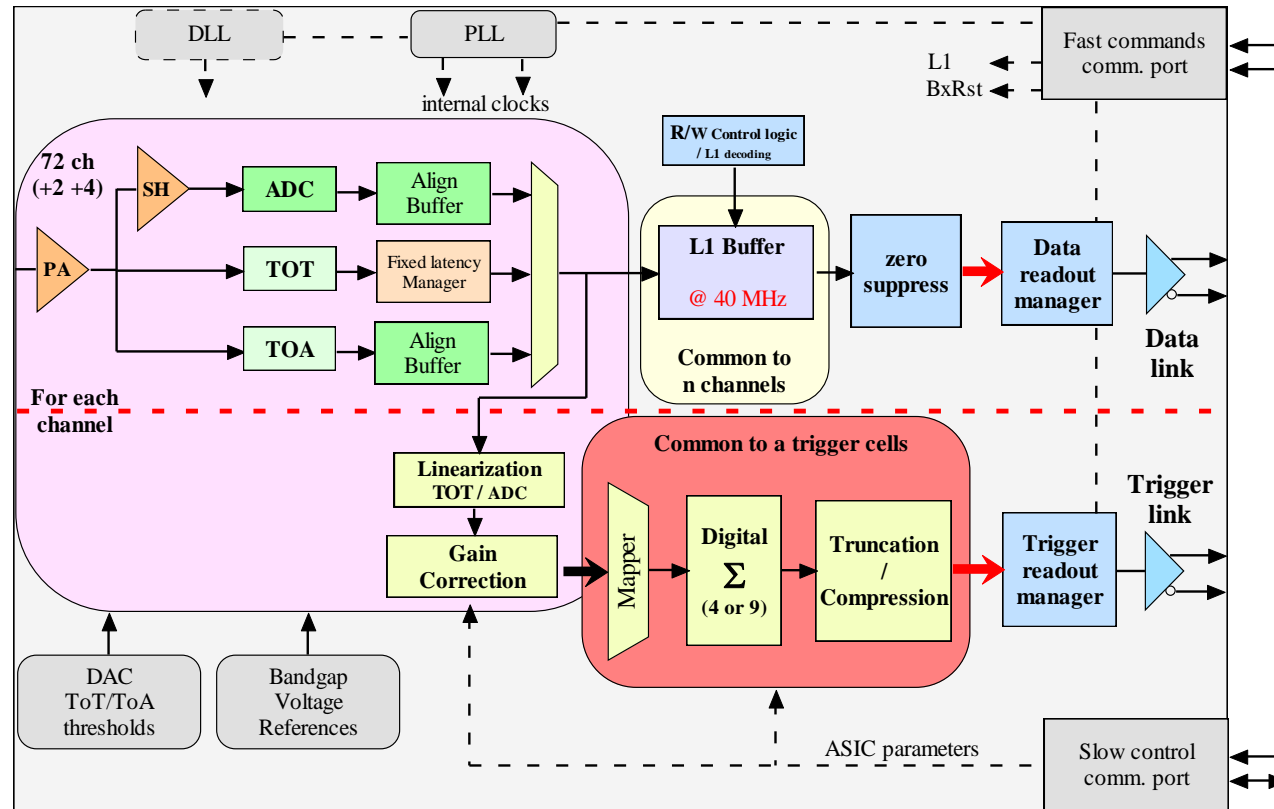 DLL
PLL
Fast commands
comm. port
L1
BxRst
internal clocks
72 ch
(+2 +4)
SH
ADC
Align
Buffer
R/W Control logic
/ L1 decoding
PA
TOT
Fixed latency
Manager
L1 Buffer
@ 40 MHz
zero
suppress
Data
readout
manager
TOA
Align
Buffer
Common to
n channels
Data
link
For each
channel
Common to a trigger cells
Linearization
TOT / ADC
Trigger
link
Gain
Correction
Mapper
Digital
Σ
(4 or 9)
Truncation
/
Compression
Trigger
readout
manager
DAC
ToT/ToA
thresholds
Bandgap
Voltage
References
ASIC parameters
Slow control
comm. port